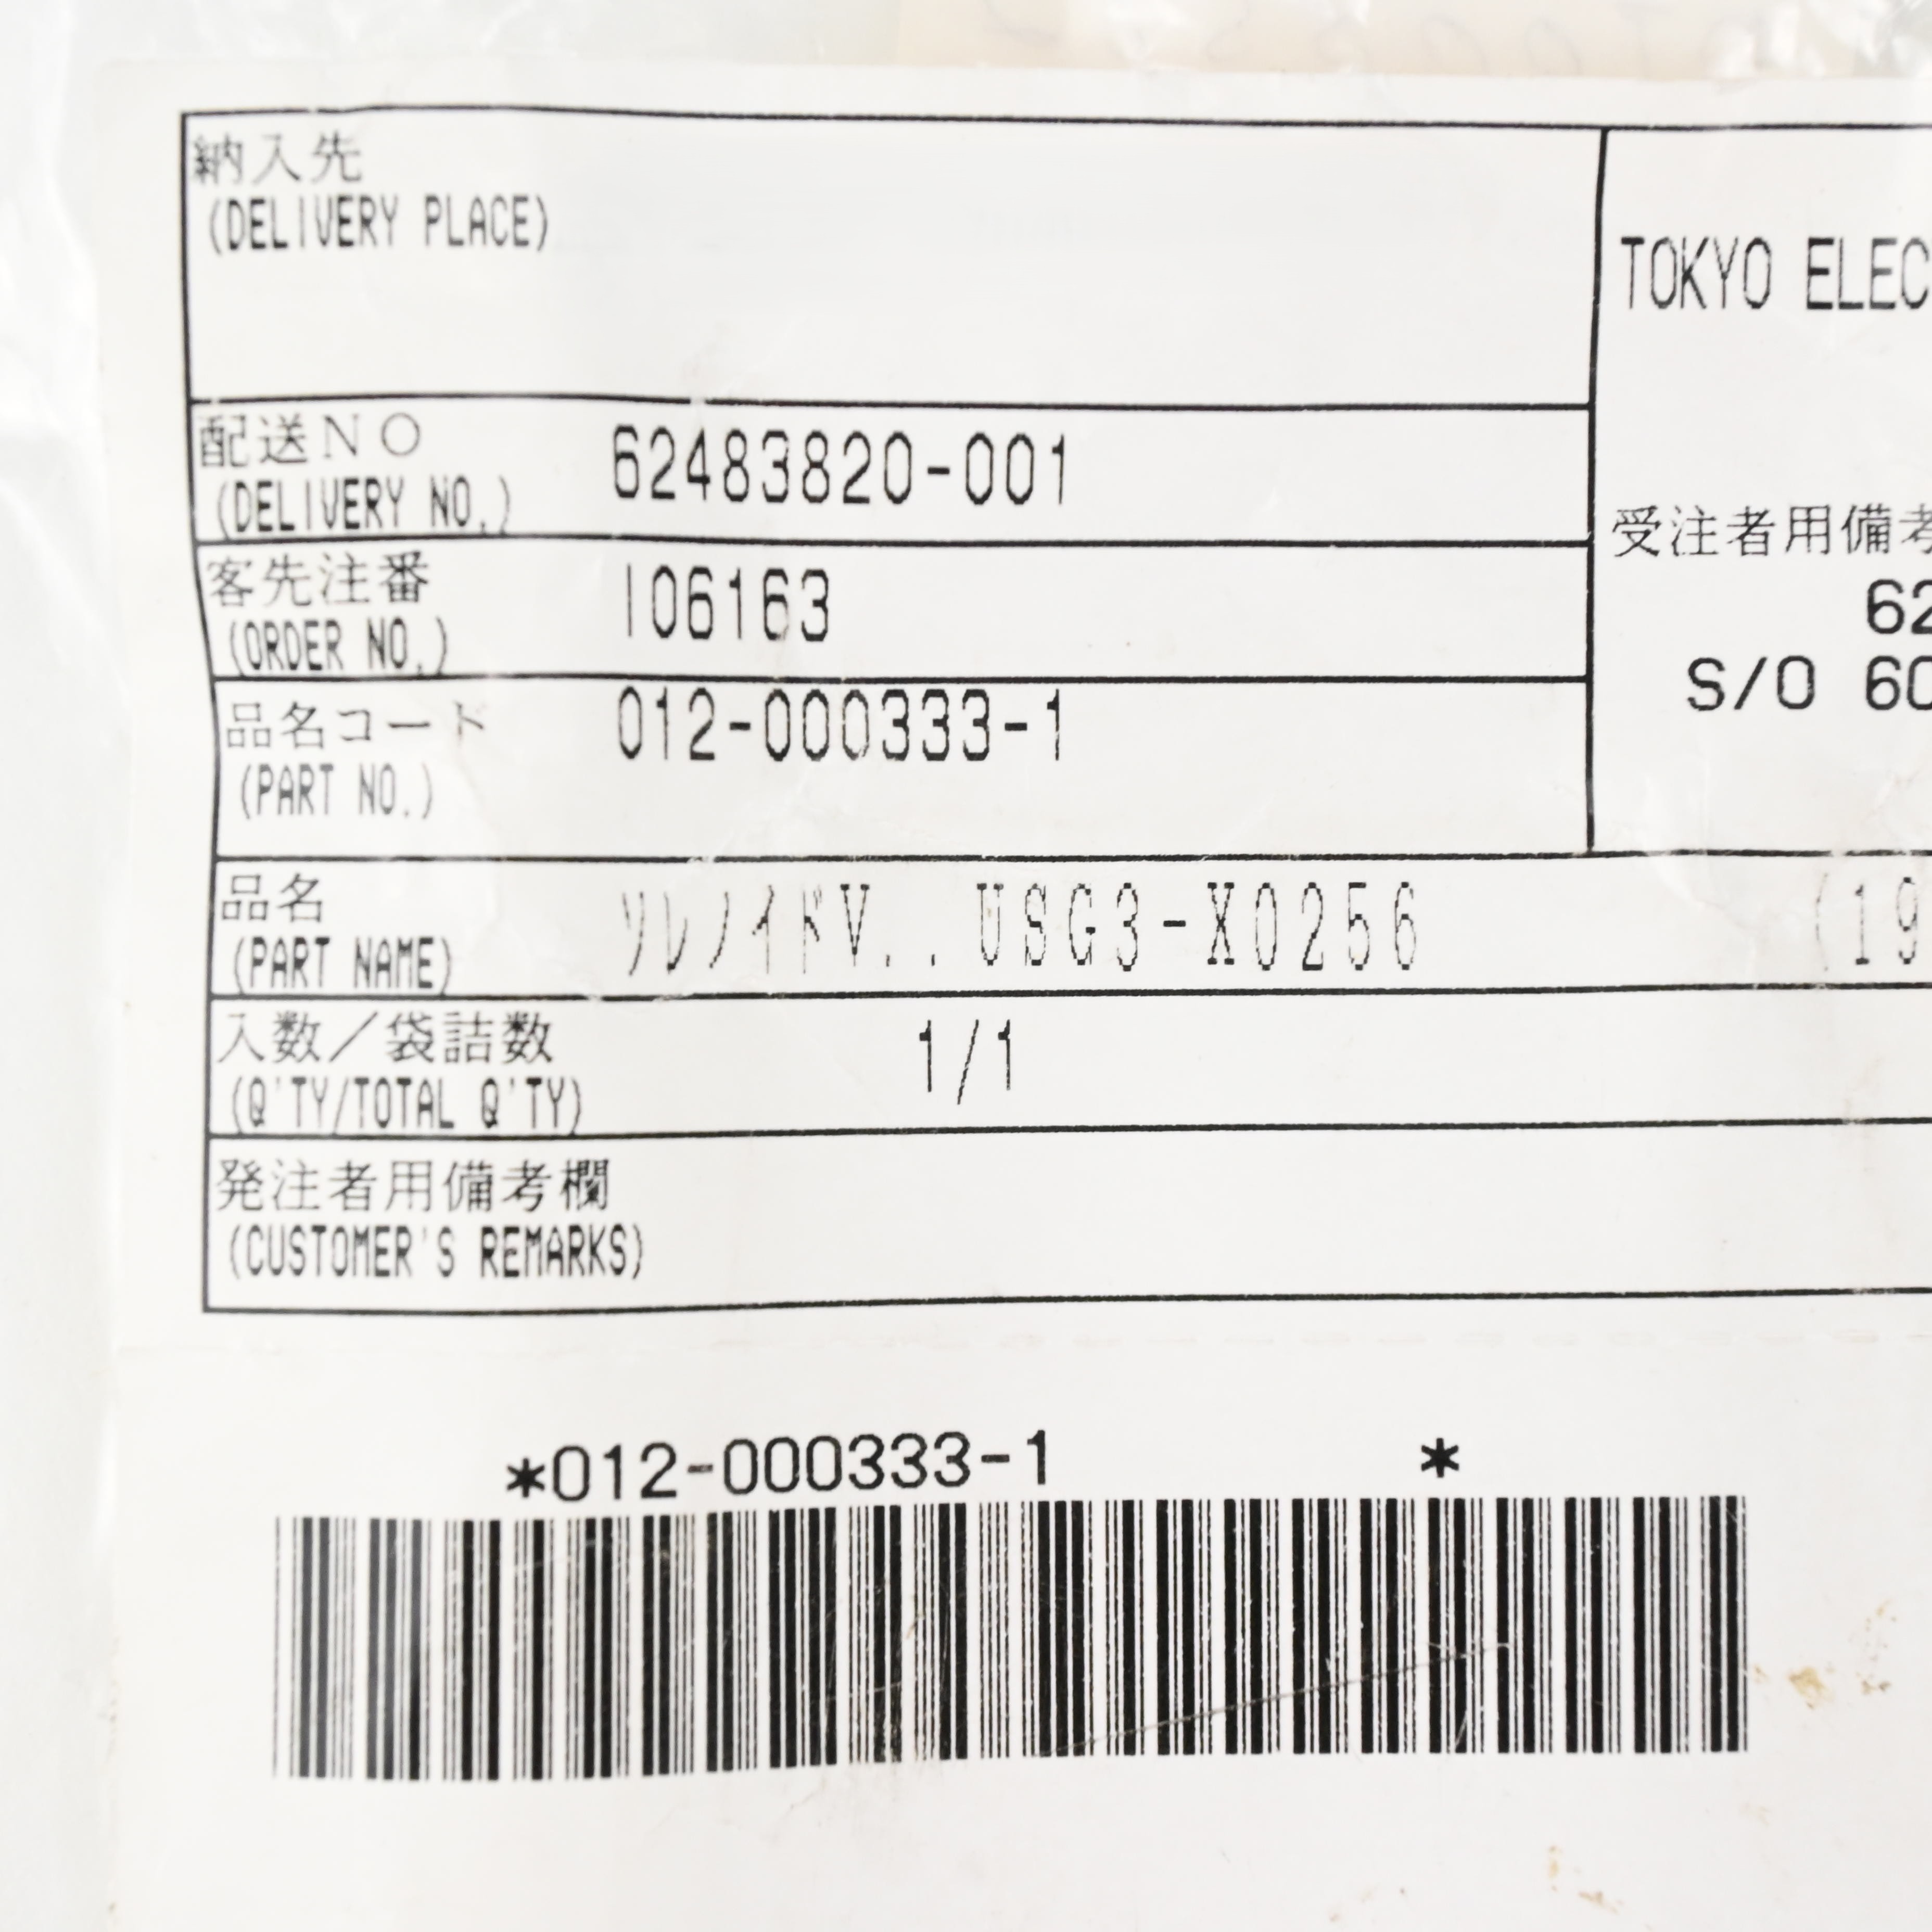 納入先
(DELIVERY PLACE)
TOKYO ELEC
配送NO
62483820-001
(DELIVERY NO.)
受注者用備考
客先注番
106163
62
(ORDER NO.)
S/O 60
品名コード
012-000333-1
(PART NO.)
品名
ソレノイドV..USG3-X0256 (19
(PART NAME)
入数/袋詰数
1/1
(Q'TY/TOTAL Q'TY)
発注者用備考欄
(CUSTOMER'S REMARKS)
*012-000333-1 *